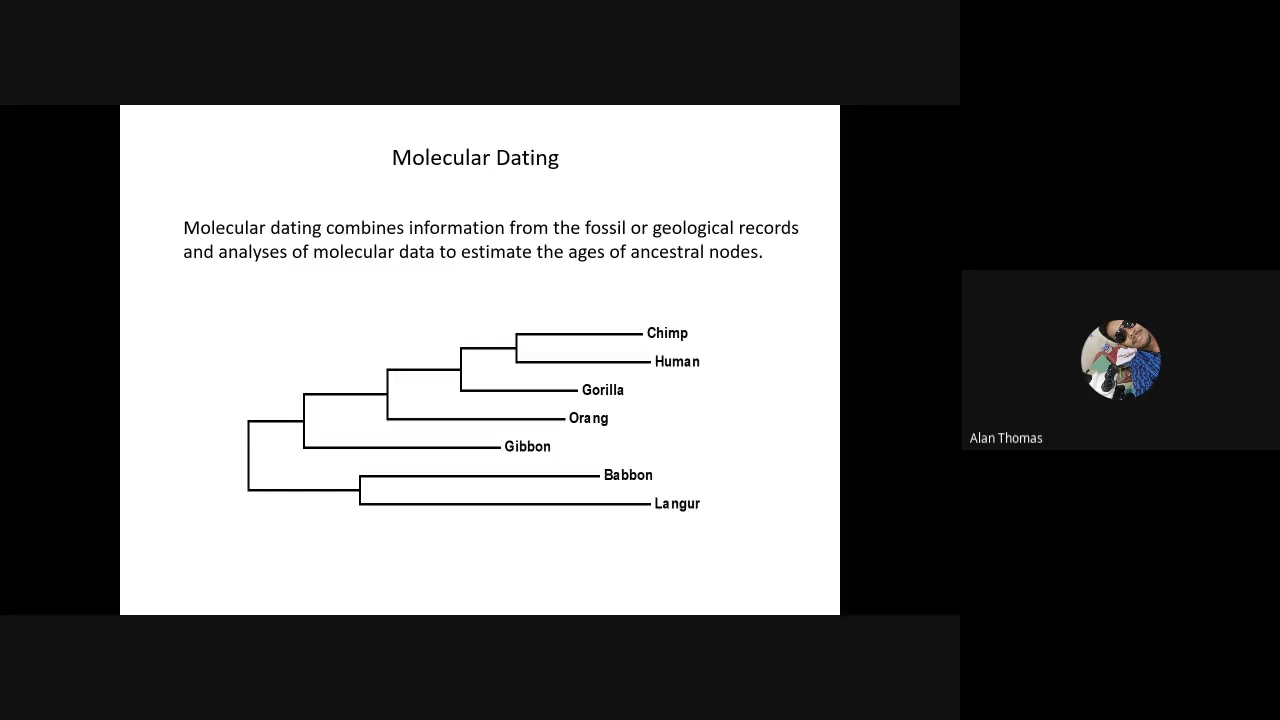 Molecular Dating
Molecular dating combines information from the fossil or geological records
and analyses of molecular data to estimate the ages of ancestral nodes.
Chimp
Human
Gorilla
Orang
Gibbon
Babbon
Langur
Alan Thomas